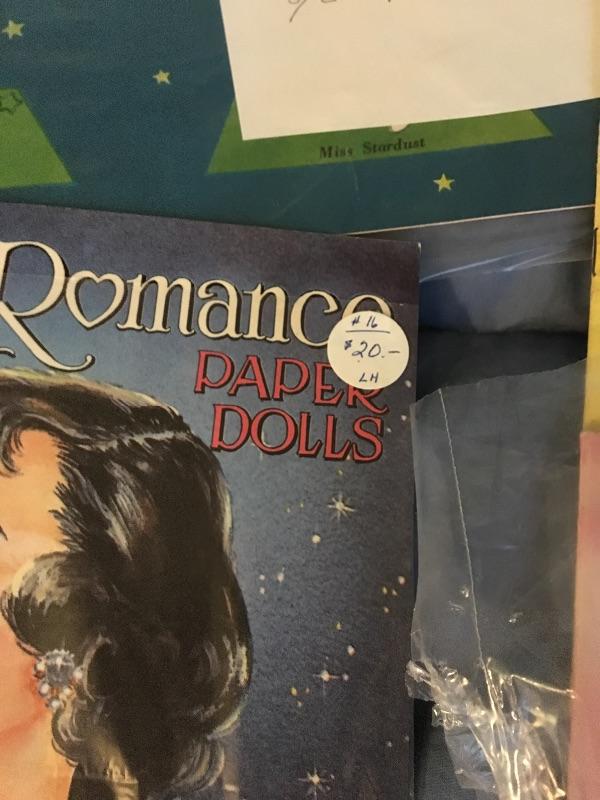 Miss Stardust
Romance
# 16
$20.—
LH
PAPER
DOLLS